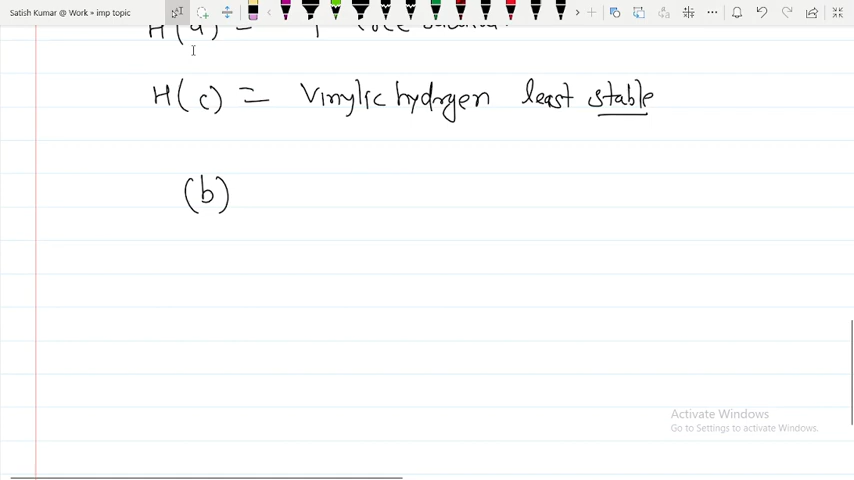 Satish Kumar @ Work » imp topic
H(a) =
H(c) = Vinylic hydrogen least stable
(b)
Activate Windows
Go to Settings to activate Windows.